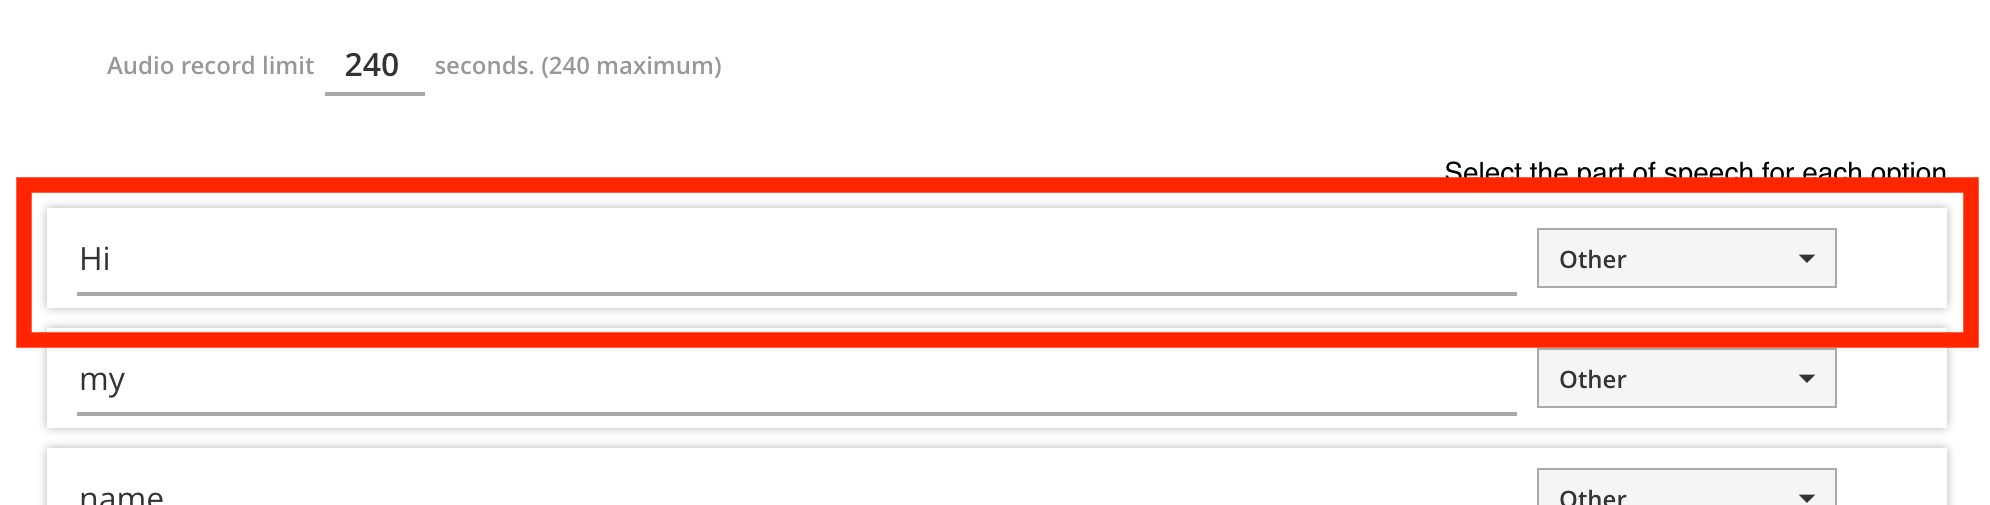 Audio record limit 240 seconds. (240 maximum)
Select the part of speech for each option
Hi Other
my Other
name Other